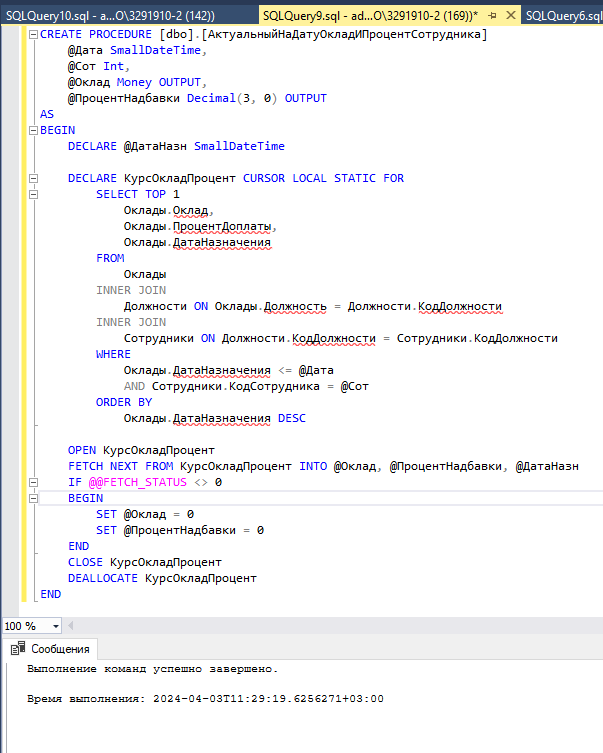 SQLQuery10.sql - a...O\3291910-2 (142))
SQLQuery9.sql - ad...O\3291910-2 (169))*
SQLQuery6.sql
CREATE PROCEDURE [dbo].[АктуальныйНаДатуОкладИПроцентСотрудника]
@Дата SmallDateTime,
@Сот Int,
@Оклад Money OUTPUT,
@ПроцентНадбавки Decimal(3, 0) OUTPUT
AS
BEGIN
DECLARE @ДатаНазн SmallDateTime
DECLARE КурсОкладПроцент CURSOR LOCAL STATIC FOR
SELECT TOP 1
Оклады.Оклад,
Оклады.ПроцентДоплаты,
Оклады.ДатаНазначения
FROM
Оклады
INNER JOIN
Должности ON Оклады.Должность = Должности.КодДолжности
INNER JOIN
Сотрудники ON Должности.КодДолжности = Сотрудники.КодДолжности
WHERE
Оклады.ДатаНазначения <= @Дата
AND Сотрудники.КодСотрудника = @Сот
ORDER BY
Оклады.ДатаНазначения DESC
OPEN КурсОкладПроцент
FETCH NEXT FROM КурсОкладПроцент INTO @Оклад, @ПроцентНадбавки, @ДатаНазн
IF @@FETCH_STATUS <> 0
BEGIN
SET @Оклад = 0
SET @ПроцентНадбавки = 0
END
CLOSE КурсОкладПроцент
DEALLOCATE КурсОкладПроцент
END
100 %
Сообщения
Выполнение команд успешно завершено.
Время выполнения: 2024-04-03T11:29:19.6256271+03:00